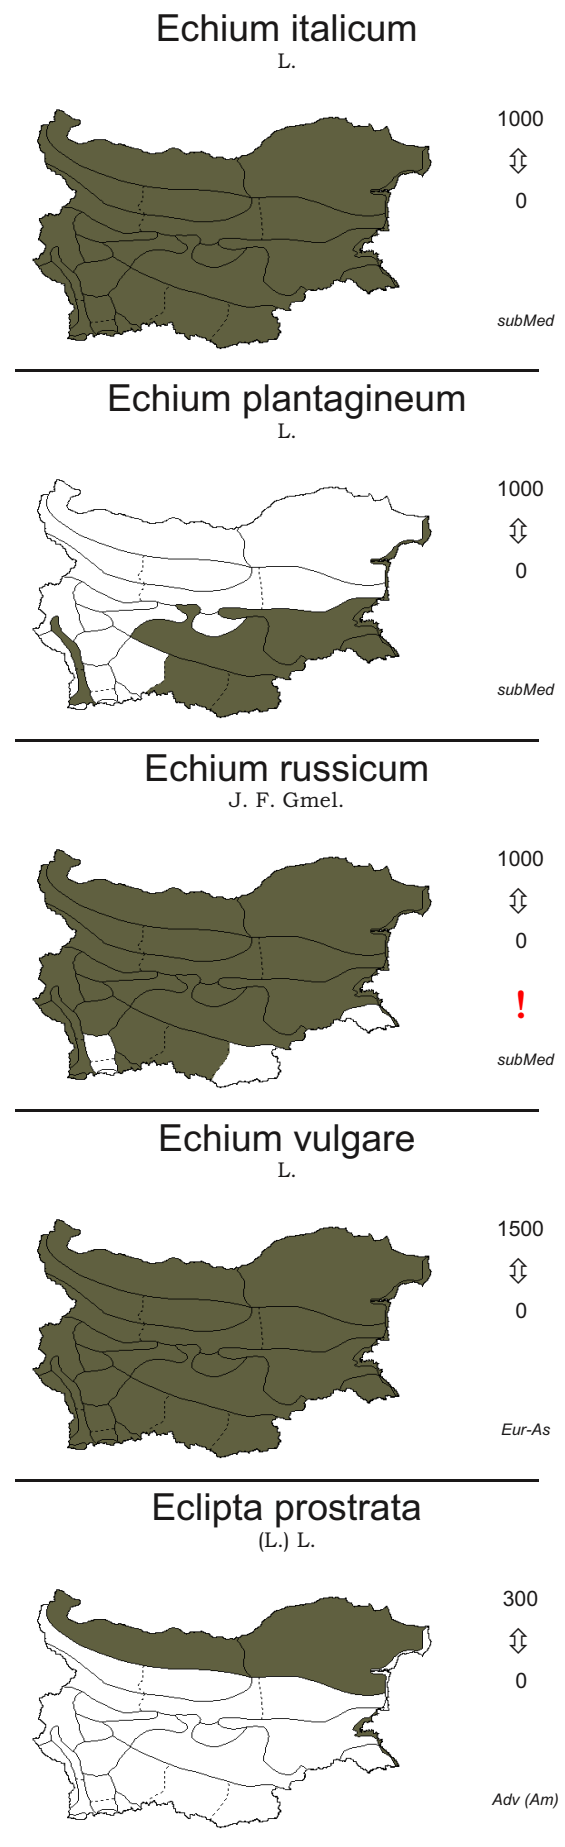 Echium italicum
L.
1000
0
subMed
Echium plantagineum
L.
1000
0
subMed
Echium russicum
J. F. Gmel.
1000
0
!
subMed
Echium vulgare
L.
1500
0
Eur-As
Eclipta prostrata
(L.) L.
300
0
Adv (Am)